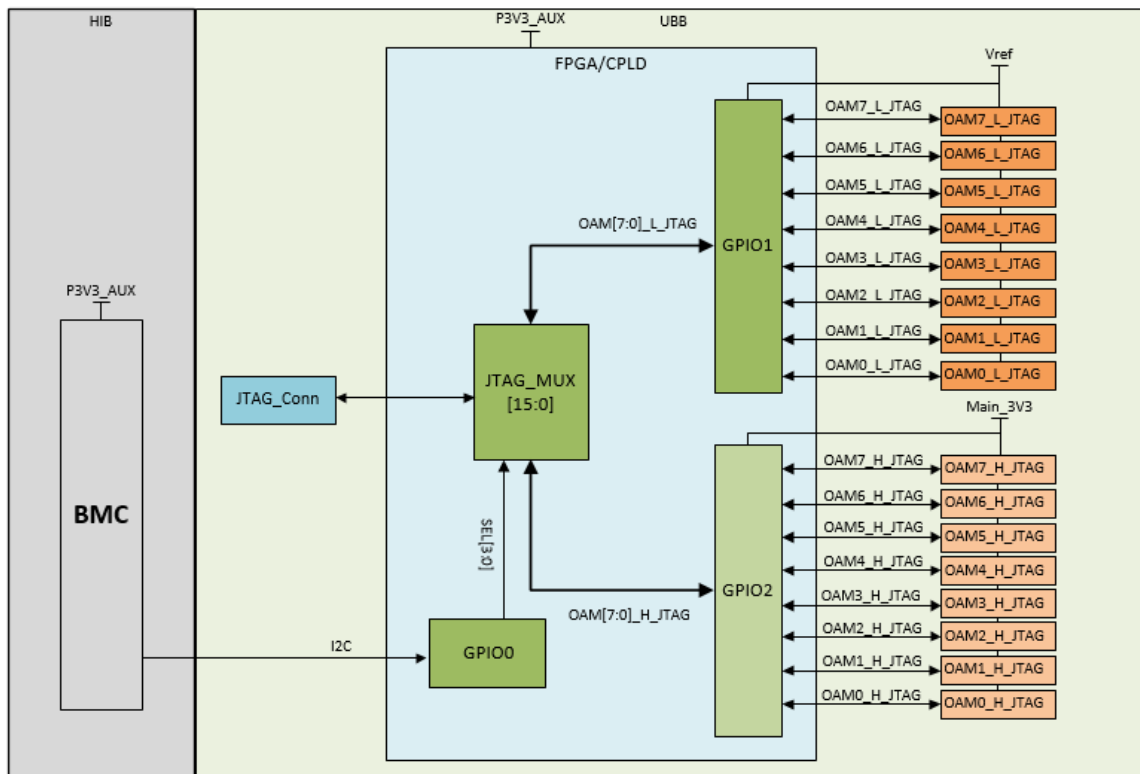 HIB
P3V3_AUX
UBB
FPGA/CPLD
Vref
OAM7_L_JTAG
OAM7_L_JTAG
OAM6_L_JTAG
OAM6_L_JTAG
OAM5_L_JTAG
OAM5_L_JTAG
OAM[7:0]_L_JTAG
OAM4_L_JTAG
OAM4_L_JTAG
GPIO1
OAM3_L_JTAG
OAM3_L_JTAG
P3V3_AUX
OAM2_L_JTAG
OAM2_L_JTAG
OAM1_L_JTAG
OAM1_L_JTAG
OAM0_L_JTAG
OAM0_L_JTAG
JTAG_MUX
[15:0]
JTAG_Conn
Main_3V3
OAM7_H_JTAG
OAM7_H_JTAG
OAM6_H_JTAG
OAM6_H_JTAG
BMC
SEL[3:0]
OAM5_H_JTAG
OAM5_H_JTAG
OAM4_H_JTAG
OAM4_H_JTAG
GPIO2
OAM3_H_JTAG
OAM3_H_JTAG
OAM[7:0]_H_JTAG
OAM2_H_JTAG
OAM2_H_JTAG
I2C
GPIO0
OAM1_H_JTAG
OAM1_H_JTAG
OAM0_H_JTAG
OAM0_H_JTAG